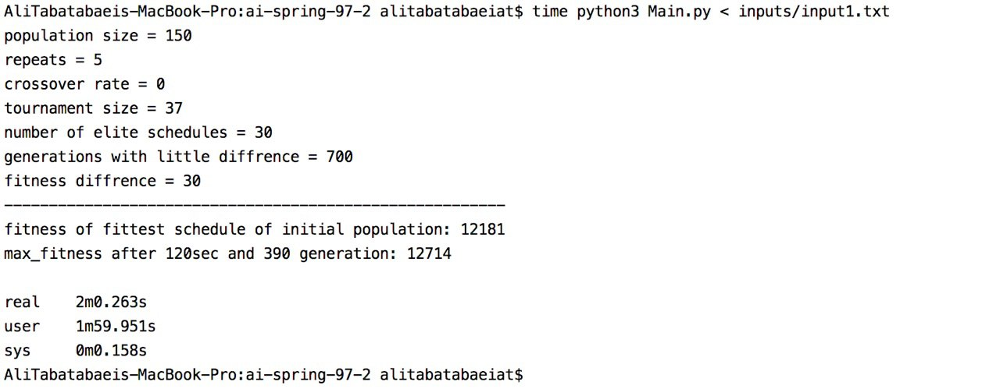 AliTabatabaeis-MacBook-Pro:ai-spring-97-2 alitabatabaeiat$ time python3 Main.py < inputs/input1.txt
population size = 150
repeats = 5
crossover rate = 0
tournament size = 37
number of elite schedules = 30
generations with little diffrence = 700
fitness diffrence = 30
--------------------------------------------------------
fitness of fittest schedule of initial population: 12181
max_fitness after 120sec and 390 generation: 12714
real 2m0.263s
user 1m59.951s
sys 0m0.158s
AliTabatabaeis-MacBook-Pro:ai-spring-97-2 alitabatabaeiat$